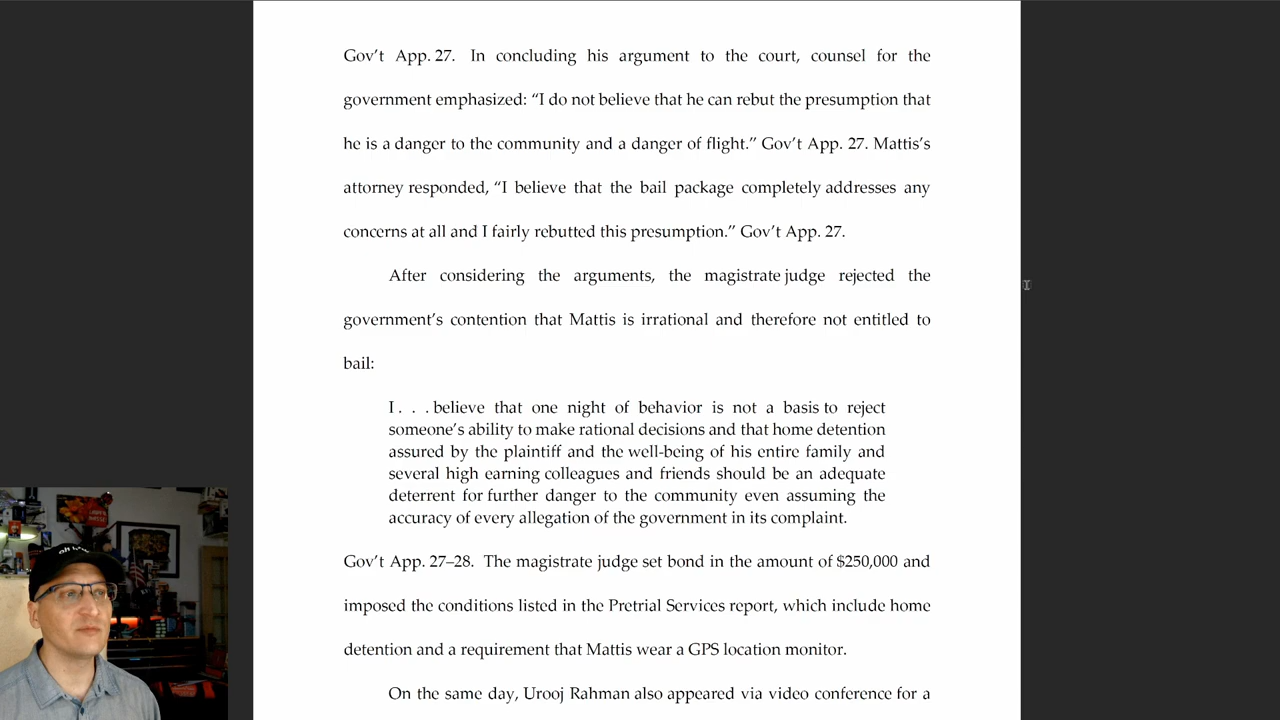 Gov’t App. 27. In concluding his argument to the court, counsel for the
government emphasized: “I do not believe that he can rebut the presumption that
he is a danger to the community and a danger of flight.” Gov’t App. 27. Mattis’s
attorney responded, “I believe that the bail package completely addresses any
concerns at all and I fairly rebutted this presumption.” Gov’t App. 27.
After considering the arguments, the magistrate judge rejected the
government’s contention that Mattis is irrational and therefore not entitled to
bail:
I . . . believe that one night of behavior is not a basis to reject
someone’s ability to make rational decisions and that home detention
assured by the plaintiff and the well-being of his entire family and
several high earning colleagues and friends should be an adequate
deterrent for further danger to the community even assuming the
accuracy of every allegation of the government in its complaint.
Gov’t App. 27–28. The magistrate judge set bond in the amount of $250,000 and
imposed the conditions listed in the Pretrial Services report, which include home
detention and a requirement that Mattis wear a GPS location monitor.
On the same day, Urooj Rahman also appeared via video conference for a